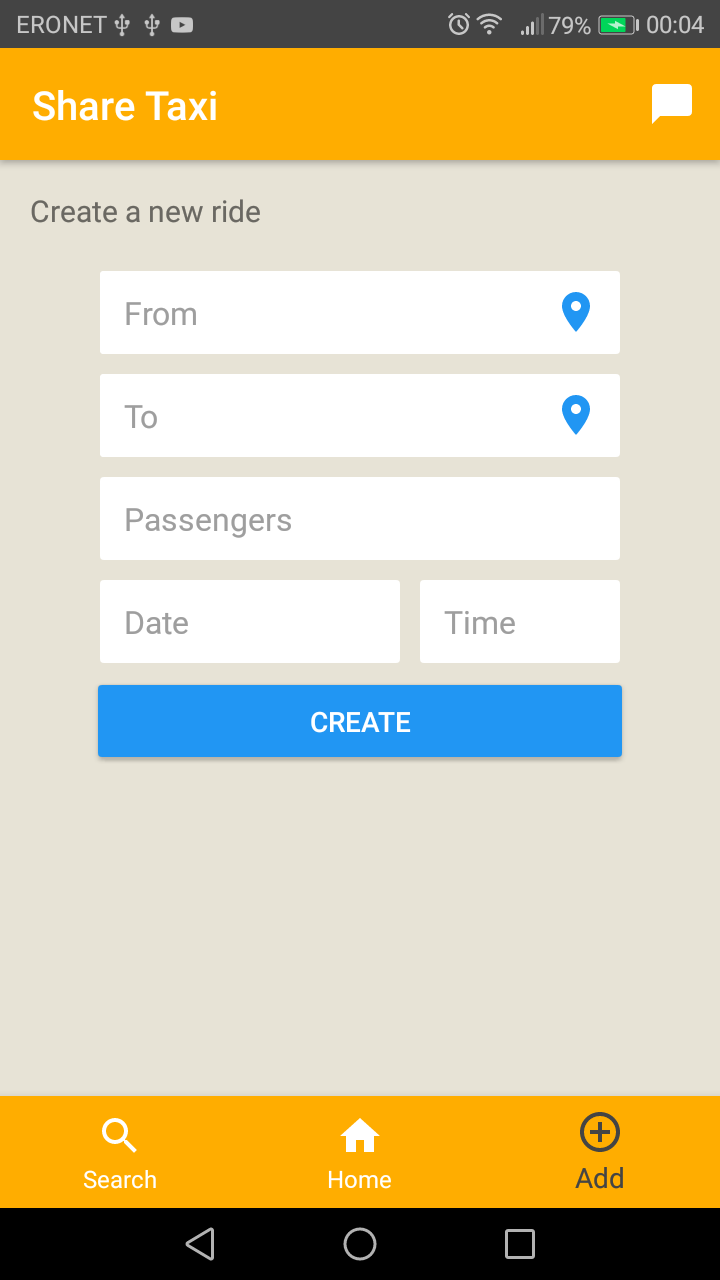 ERONET 79% 00:04
Share Taxi
Create a new ride
From
To
Passengers
Date Time
CREATE
Search Home Add